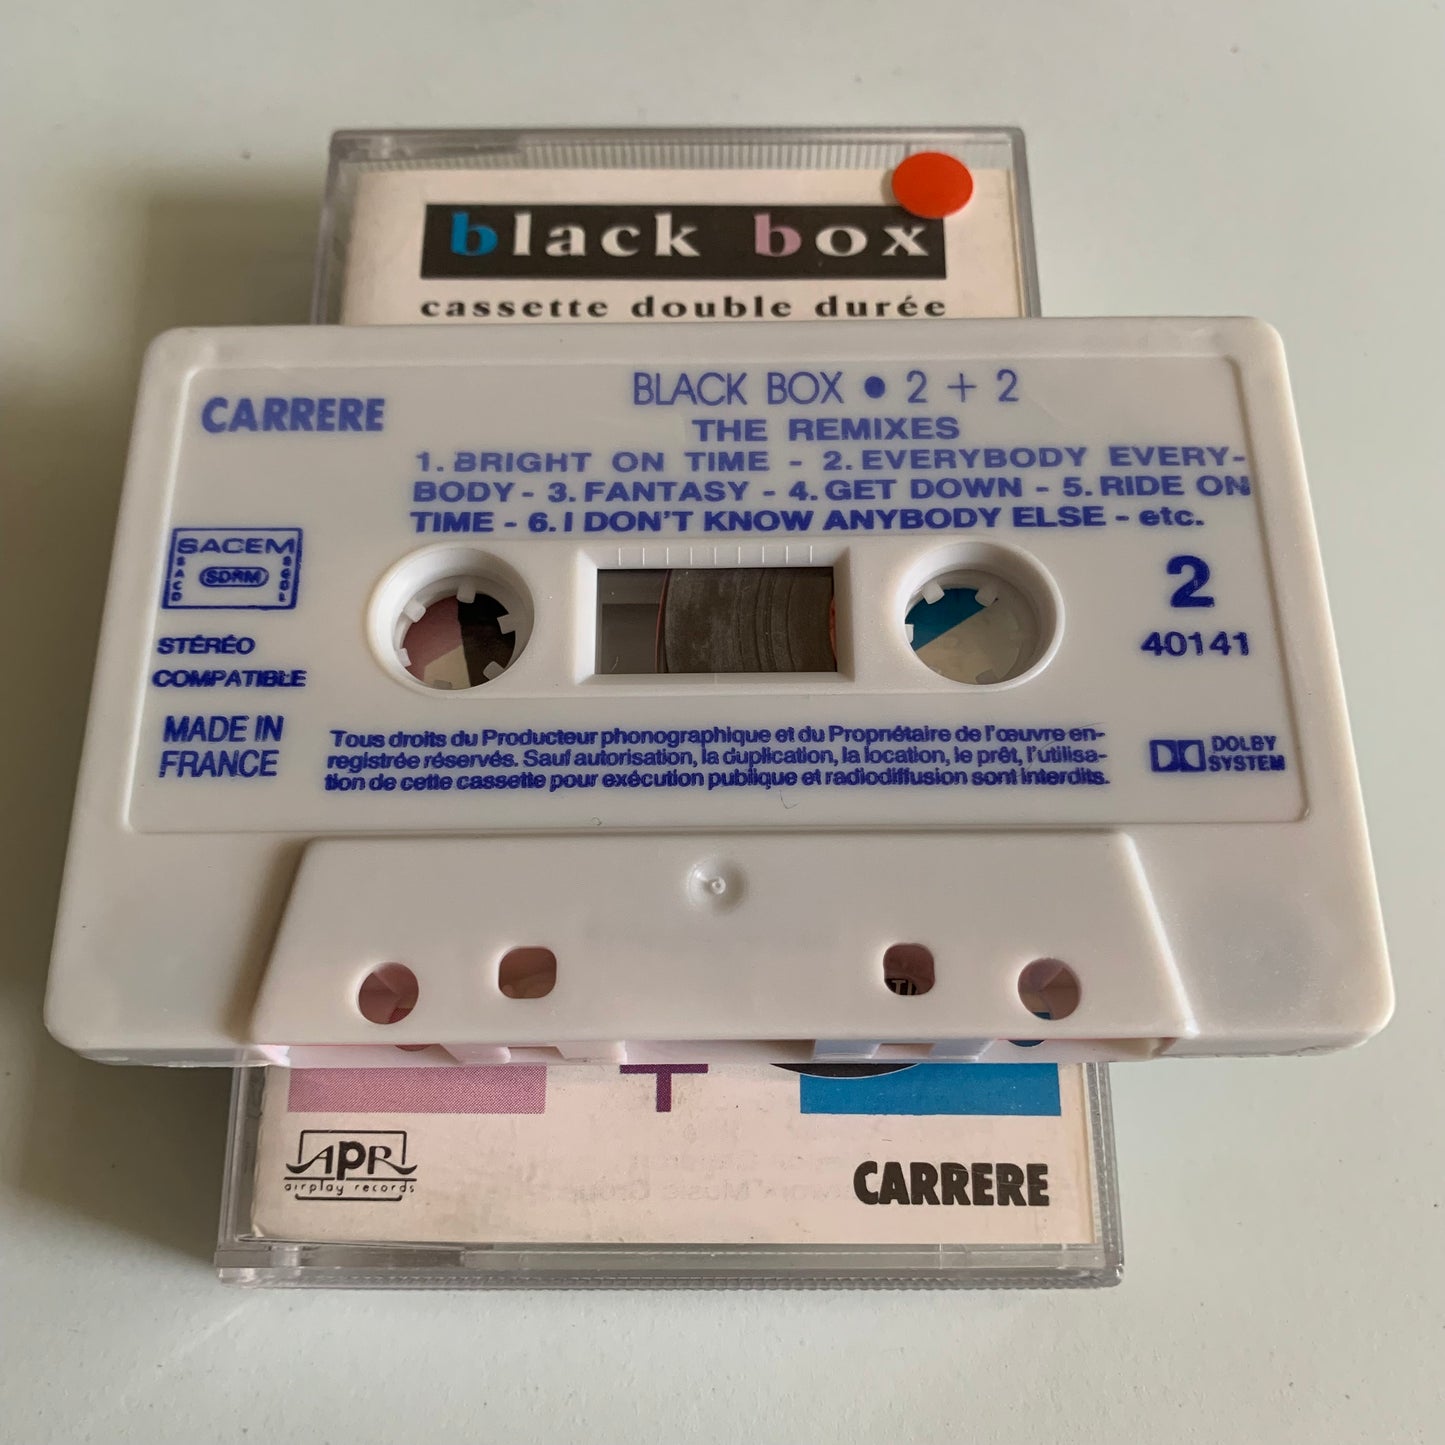 black box
cassette double durée
CARRERE
BLACK BOX • 2 + 2
THE REMIXES
1. BRIGHT ON TIME - 2. EVERYBODY EVERY-
BODY - 3. FANTASY - 4. GET DOWN - 5. RIDE ON
TIME - 6. I DON'T KNOW ANYBODY ELSE - etc.
SACEM
SACD
SDRM
SGDL
STÉRÉO
COMPATIBLE
MADE IN
FRANCE
2
40141
Tous droits du Producteur phonographique et du Propriétaire de l'œuvre en-
registrée réservés. Sauf autorisation, la duplication, la location, le prêt, l'utilisa-
tion de cette cassette pour exécution publique et radiodiffusion sont interdits.
DOLBY
SYSTEM
+
APR
airplay records
CARRERE